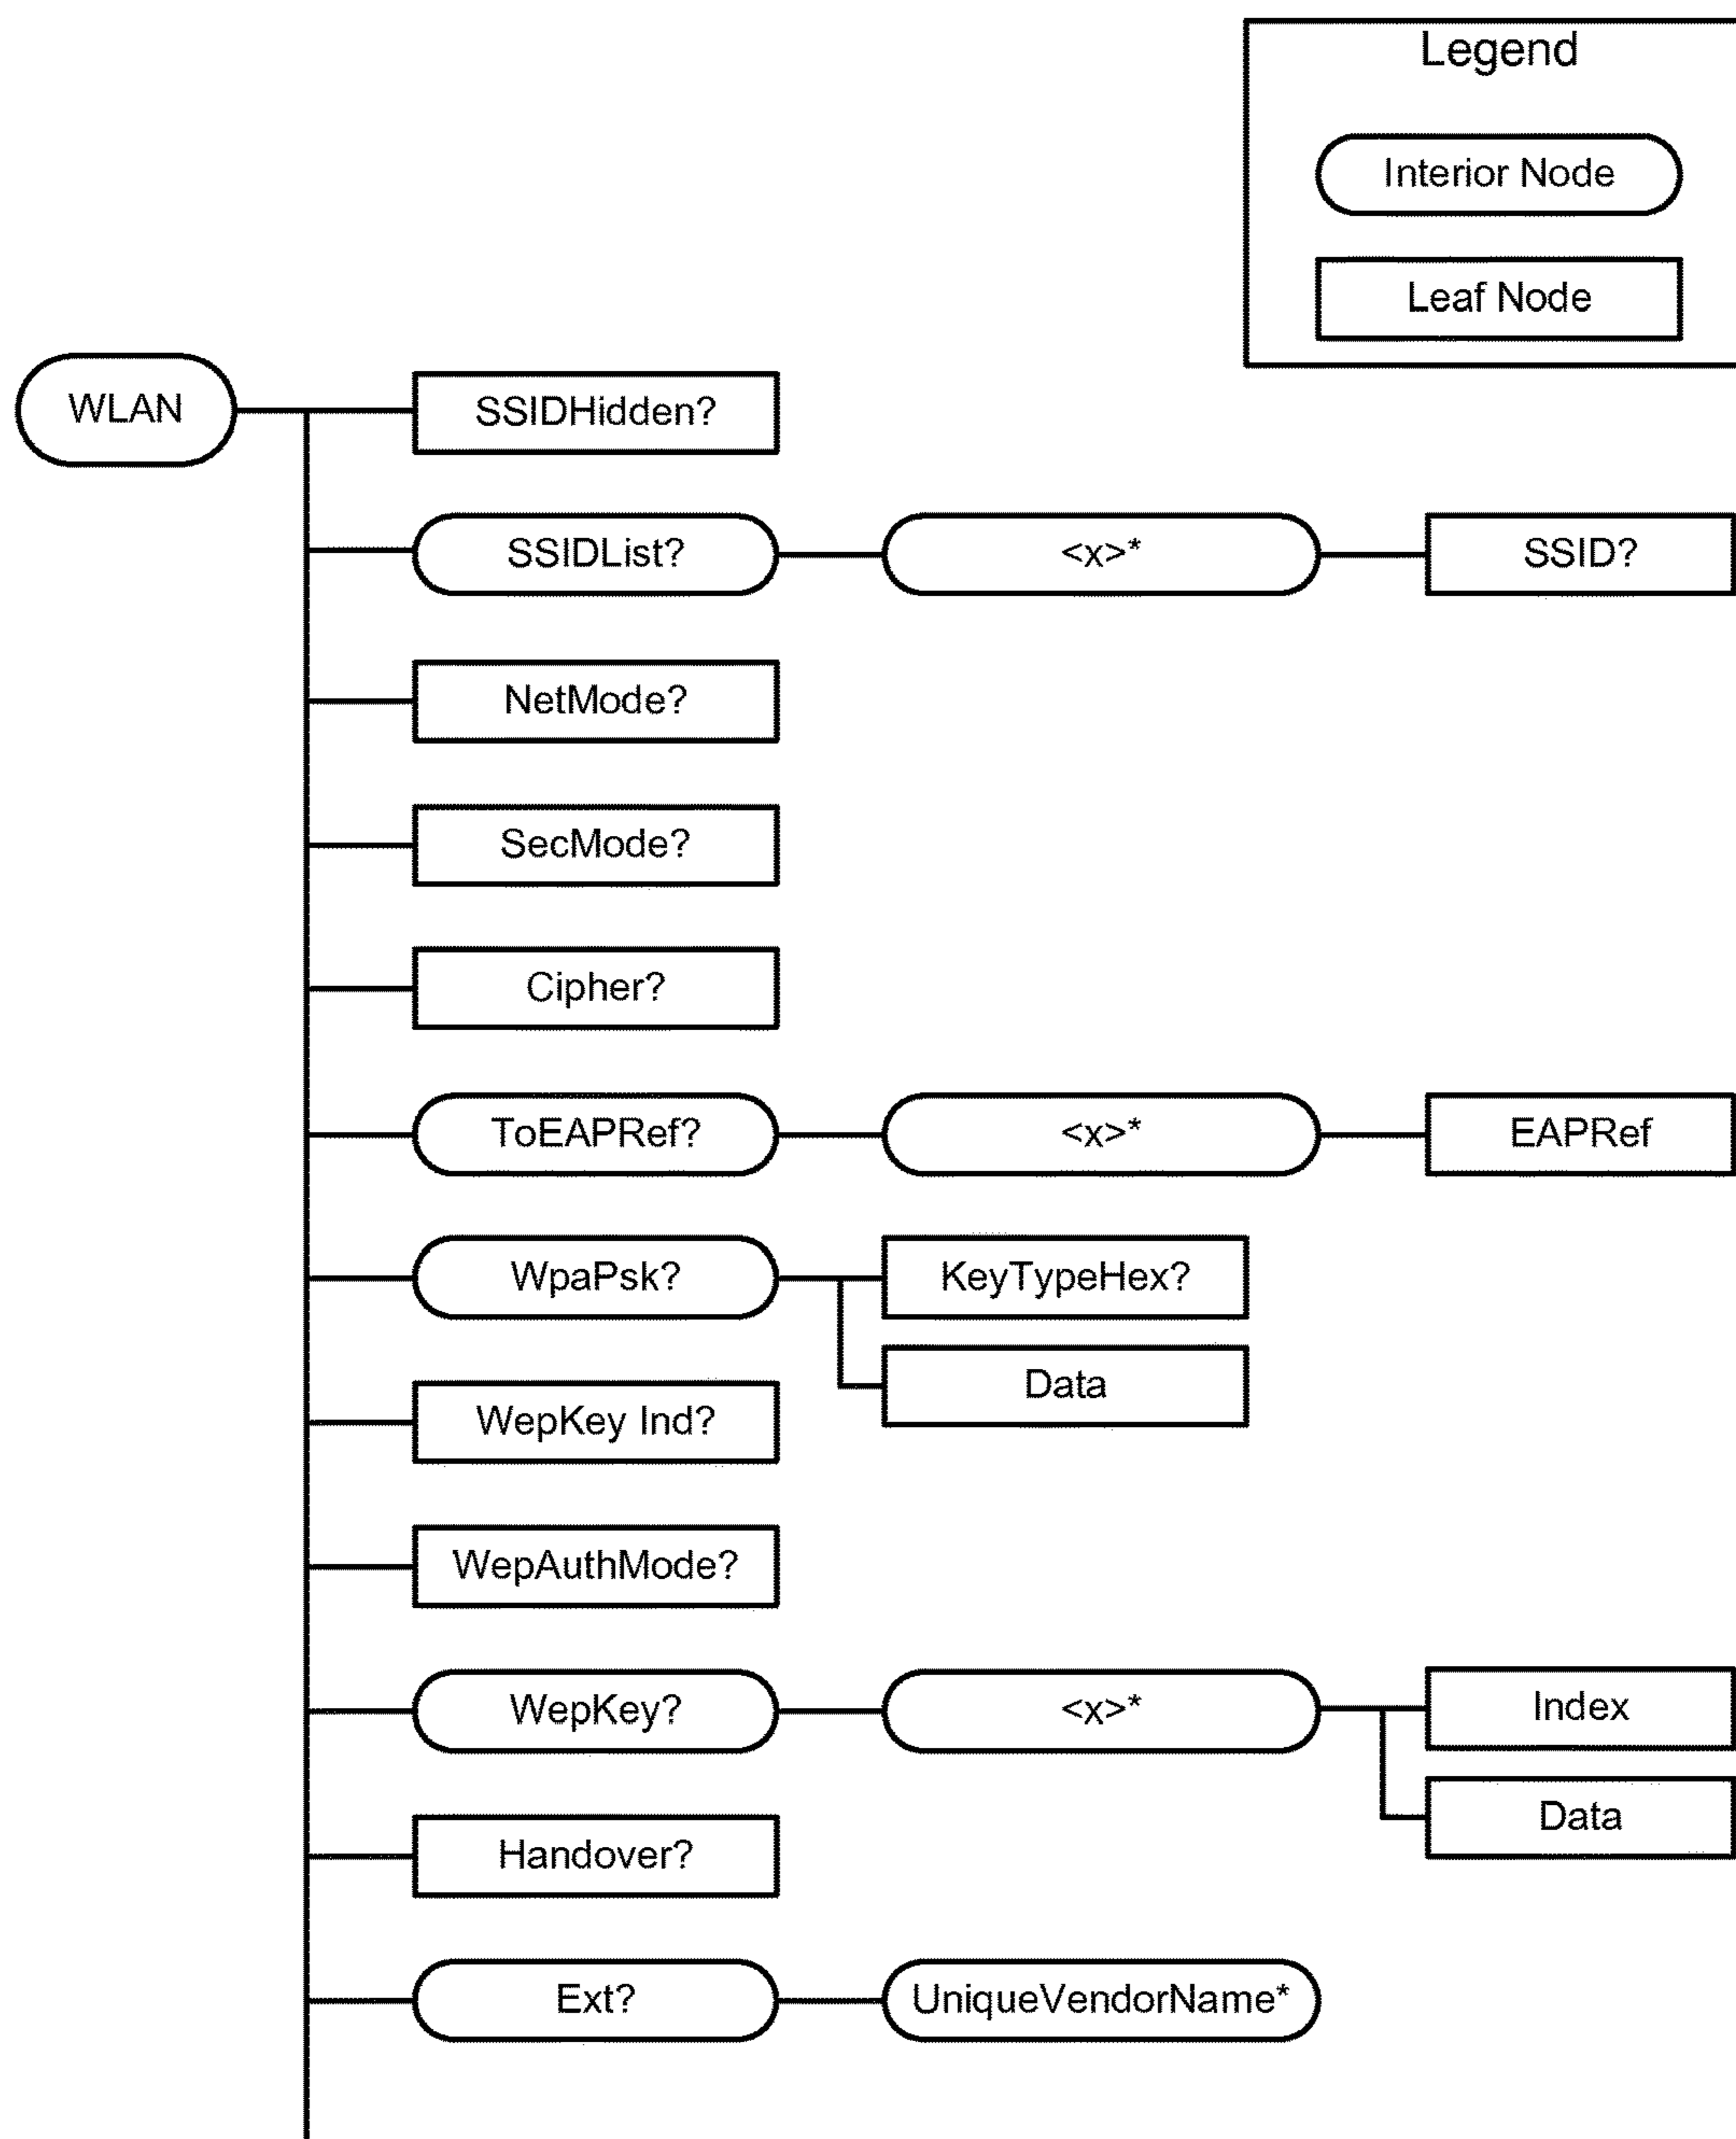 Legend
Interior Node
Leaf Node
WLAN
SSIDHidden?
SSIDList?
<x>*
SSID?
NetMode?
SecMode?
Cipher?
ToEAPRef?
<x>*
EAPRef
WpaPsk?
KeyTypeHex?
Data
WepKey Ind?
WepAuthMode?
WepKey?
<x>*
Index
Data
Handover?
Ext?
UniqueVendorName*